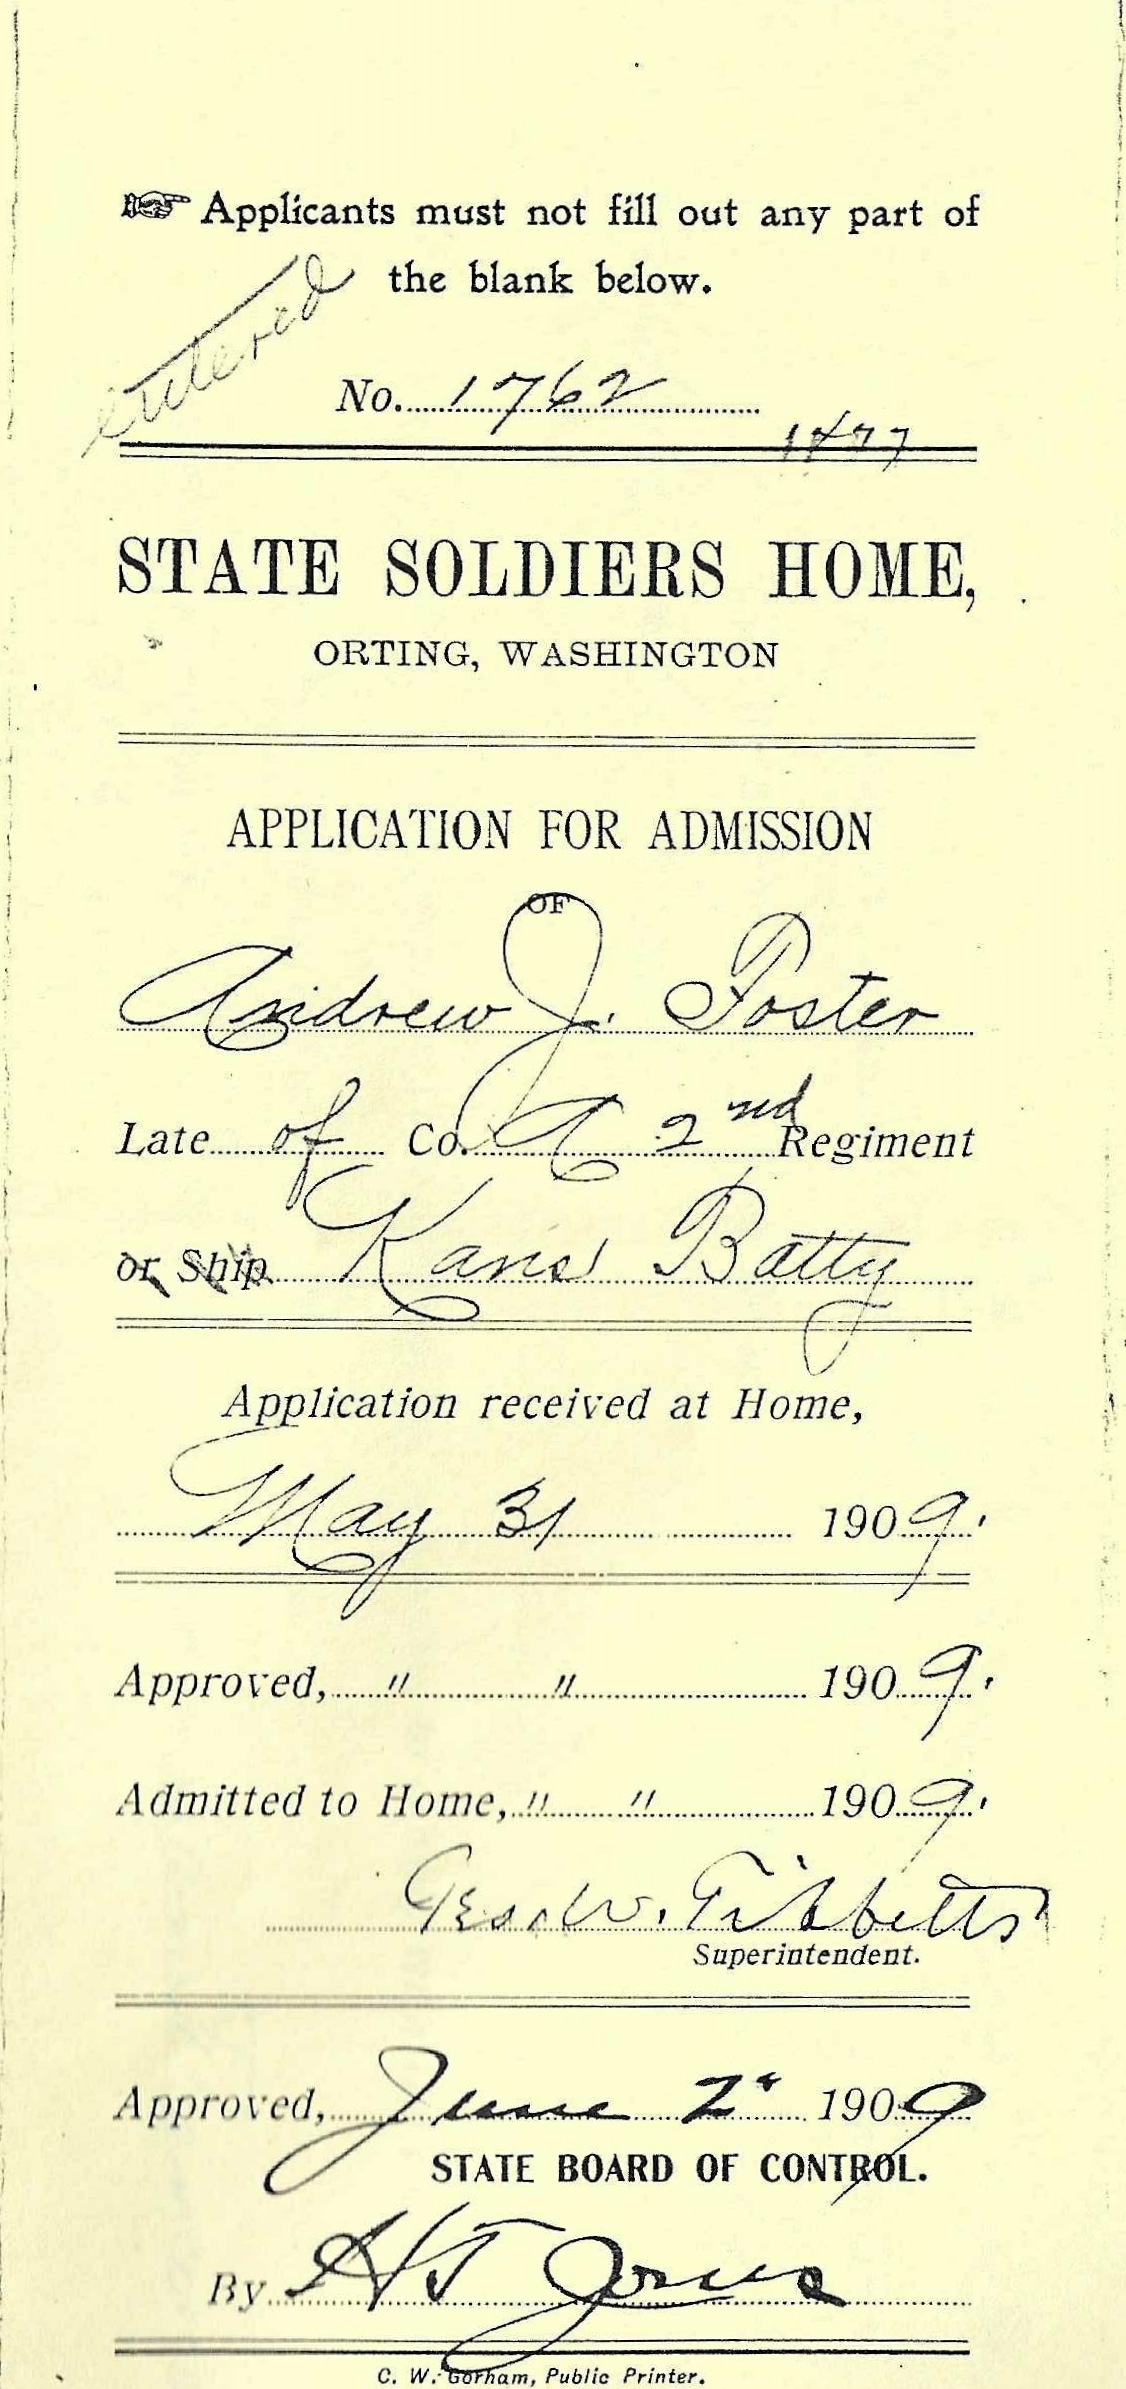 ☞ Applicants must not fill out any part of
the blank below.
entered
No. 1762
1877
STATE SOLDIERS HOME,
ORTING, WASHINGTON
APPLICATION FOR ADMISSION
OF
Andrew J. Foster
Late of Co. A 2nd Regiment
or Ship Kans Batty
Application received at Home,
May 31 1909.
Approved, " " 1909.
Admitted to Home, " " 1909.
Geo. W. Tibbetts
Superintendent.
Approved, June 2 1909
STATE BOARD OF CONTROL.
By H T Jones
C. W. Gorham, Public Printer.